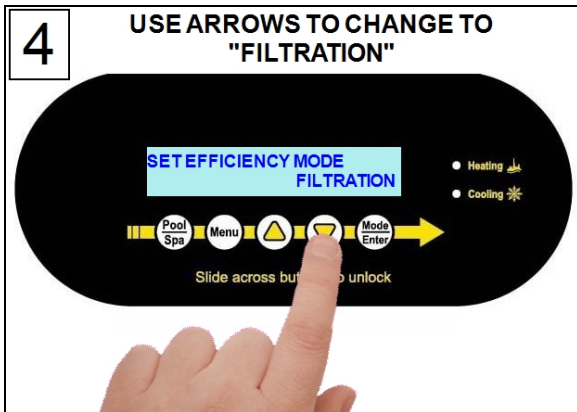 4
USE ARROWS TO CHANGE TO
"FILTRATION"
SET EFFICIENCY MODE
FILTRATION
Heating
Cooling
Pool
Spa
Menu
Mode
Enter
Slide across but o unlock